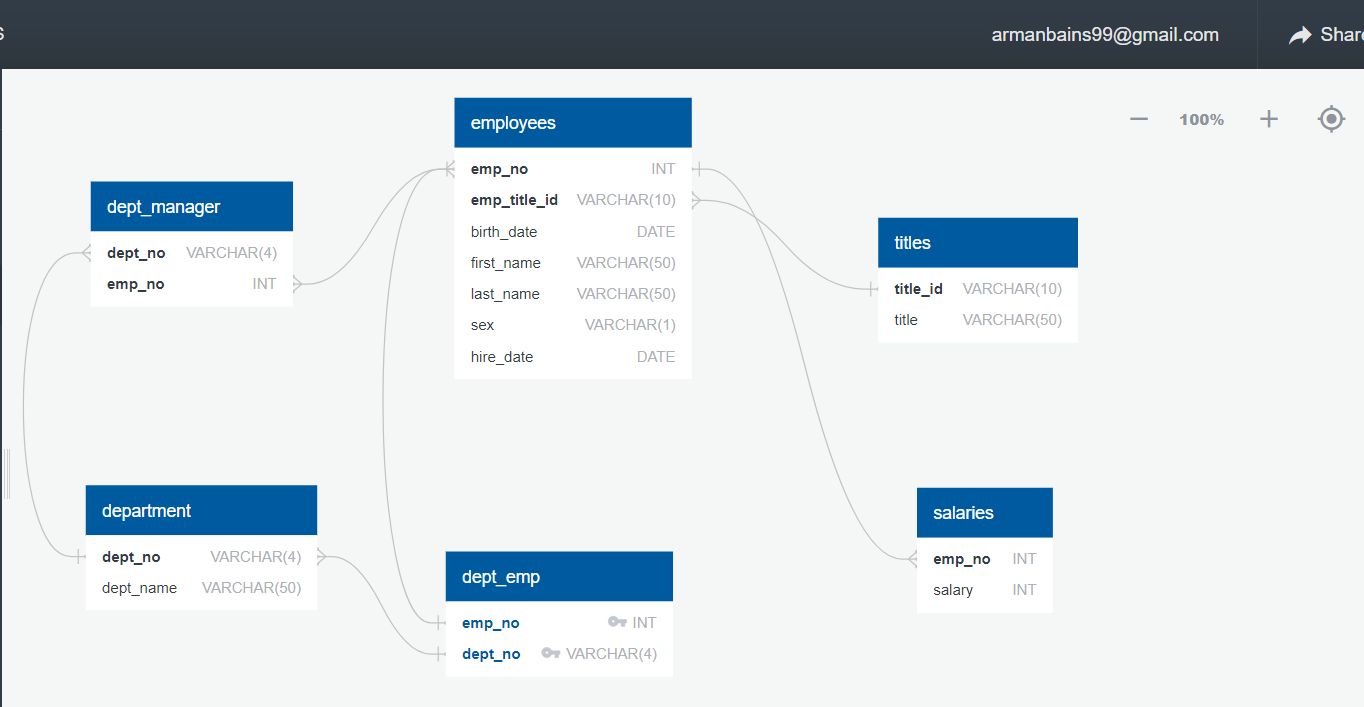 armanbains99@gmail.com
100%
employees
emp_no INT
emp_title_id VARCHAR(10)
birth_date DATE
first_name VARCHAR(50)
last_name VARCHAR(50)
sex VARCHAR(1)
hire_date DATE
dept_manager
dept_no VARCHAR(4)
emp_no INT
titles
title_id VARCHAR(10)
title VARCHAR(50)
department
dept_no VARCHAR(4)
dept_name VARCHAR(50)
dept_emp
emp_no INT
dept_no VARCHAR(4)
salaries
emp_no INT
salary INT